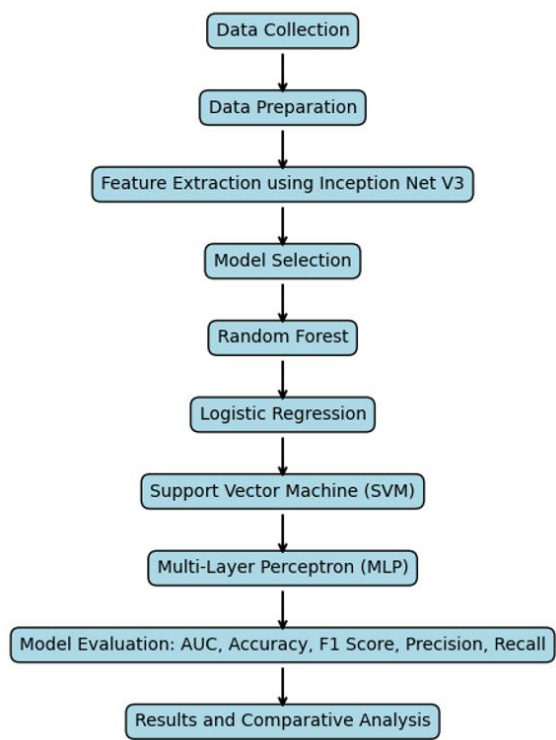 Data Collection
Data Preparation
Feature Extraction using Inception Net V3
Model Selection
Random Forest
Logistic Regression
Support Vector Machine (SVM)
Multi-Layer Perceptron (MLP)
Model Evaluation: AUC, Accuracy, F1 Score, Precision, Recall
Results and Comparative Analysis